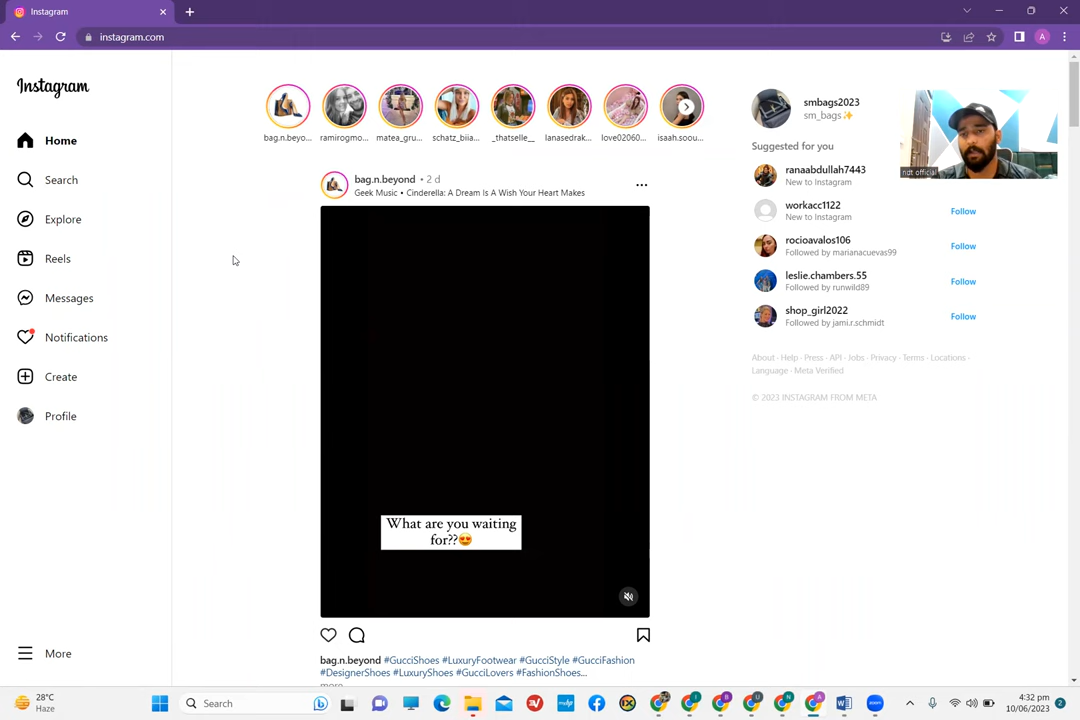 Instagram
instagram.com
A
Instagram
Home
Search
Explore
Reels
Messages
Notifications
Create
Profile
More
bag.n.beyo...
ramirogmo...
matea_gru...
schatz_biia...
_thatselle__
lanasedrak...
love02060...
isaah.soou...
bag.n.beyond • 2 d
Geek Music • Cinderella: A Dream Is A Wish Your Heart Makes
What are you waiting
for??😍
bag.n.beyond #GucciShoes #LuxuryFootwear #GucciStyle #GucciFashion
#DesignerShoes #LuxuryShoes #GucciLovers #FashionShoes...
more
smbags2023
sm_bags✨
Suggested for you
ranaabdullah7443
New to Instagram
workacc1122
New to Instagram
Follow
rocioavalos106
Followed by marianacuevas99
Follow
leslie.chambers.55
Followed by runwild89
Follow
shop_girl2022
Followed by jami.r.schmidt
Follow
About · Help · Press · API · Jobs · Privacy · Terms · Locations ·
Language · Meta Verified
© 2023 INSTAGRAM FROM META
ndt official
28°C
Haze
Search
4:32 pm
10/06/2023
2